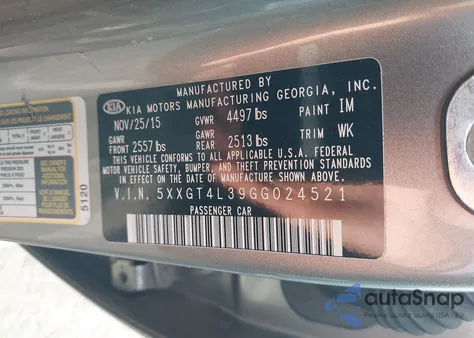 MANUFACTURED BY
KIA KIA MOTORS MANUFACTURING GEORGIA, INC.
NOV/25/15 GVWR 4497 lbs PAINT IM
GAWR FRONT 2557 lbs GAWR REAR 2513 lbs TRIM WK
THIS VEHICLE CONFORMS TO ALL APPLICABLE U.S.A. FEDERAL
MOTOR VEHICLE SAFETY, BUMPER, AND THEFT PREVENTION STANDARDS
IN EFFECT ON THE DATE OF MANUFACTURE SHOWN ABOVE.
V.I.N. 5XXGT4L39GG024521
PASSENGER CAR
5120
autoSnap